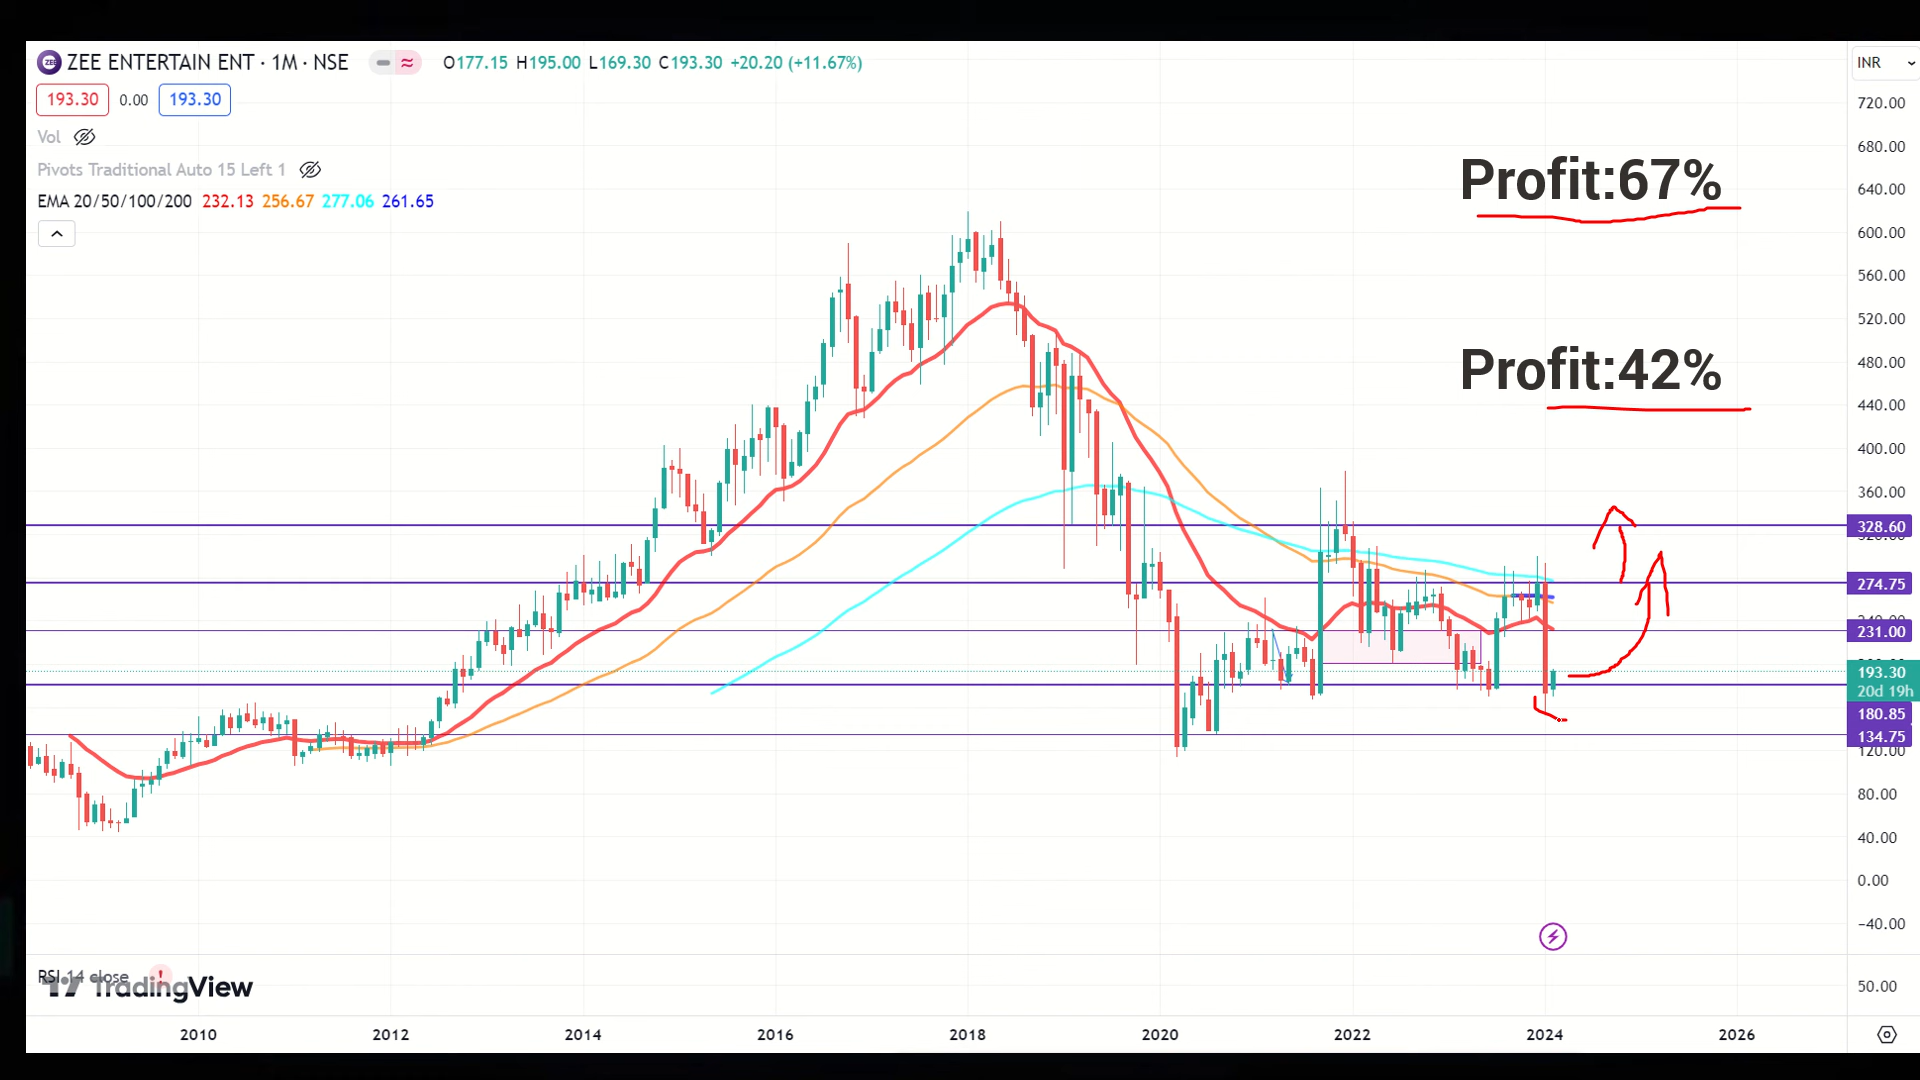 ZEE ENTERTAIN ENT · 1M · NSE O177.15 H195.00 L169.30 C193.30 +20.20 (+11.67%)
INR
193.30 0.00 193.30
Vol
Pivots Traditional Auto 15 Left 1
EMA 20/50/100/200 232.13 256.67 277.06 261.65
Profit:67%
Profit:42%
720.00
680.00
640.00
600.00
560.00
520.00
480.00
440.00
400.00
360.00
328.60
274.75
231.00
193.30
20d 19h
180.85
134.75
120.00
80.00
40.00
0.00
−40.00
50.00
RSI 14 close
TradingView
2010 2012 2014 2016 2018 2020 2022 2024 2026